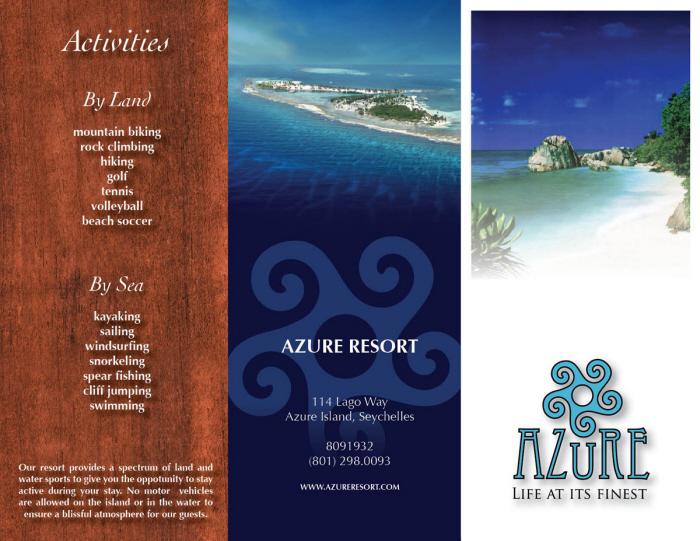 Activities
By Land
mountain biking
rock climbing
hiking
golf
tennis
volleyball
beach soccer
By Sea
kayaking
sailing
windsurfing
snorkeling
spear fishing
cliff jumping
swimming
Our resort provides a spectrum of land and
water sports to give you the opportunity to stay
active during your stay. No motor vehicles
are allowed on the island or in the water to
ensure a blissful atmosphere for our guests.
AZURE RESORT
114 Lago Way
Azure Island, Seychelles
8091932
(801) 298.0093
WWW.AZURERESORT.COM
AZURE
LIFE AT ITS FINEST